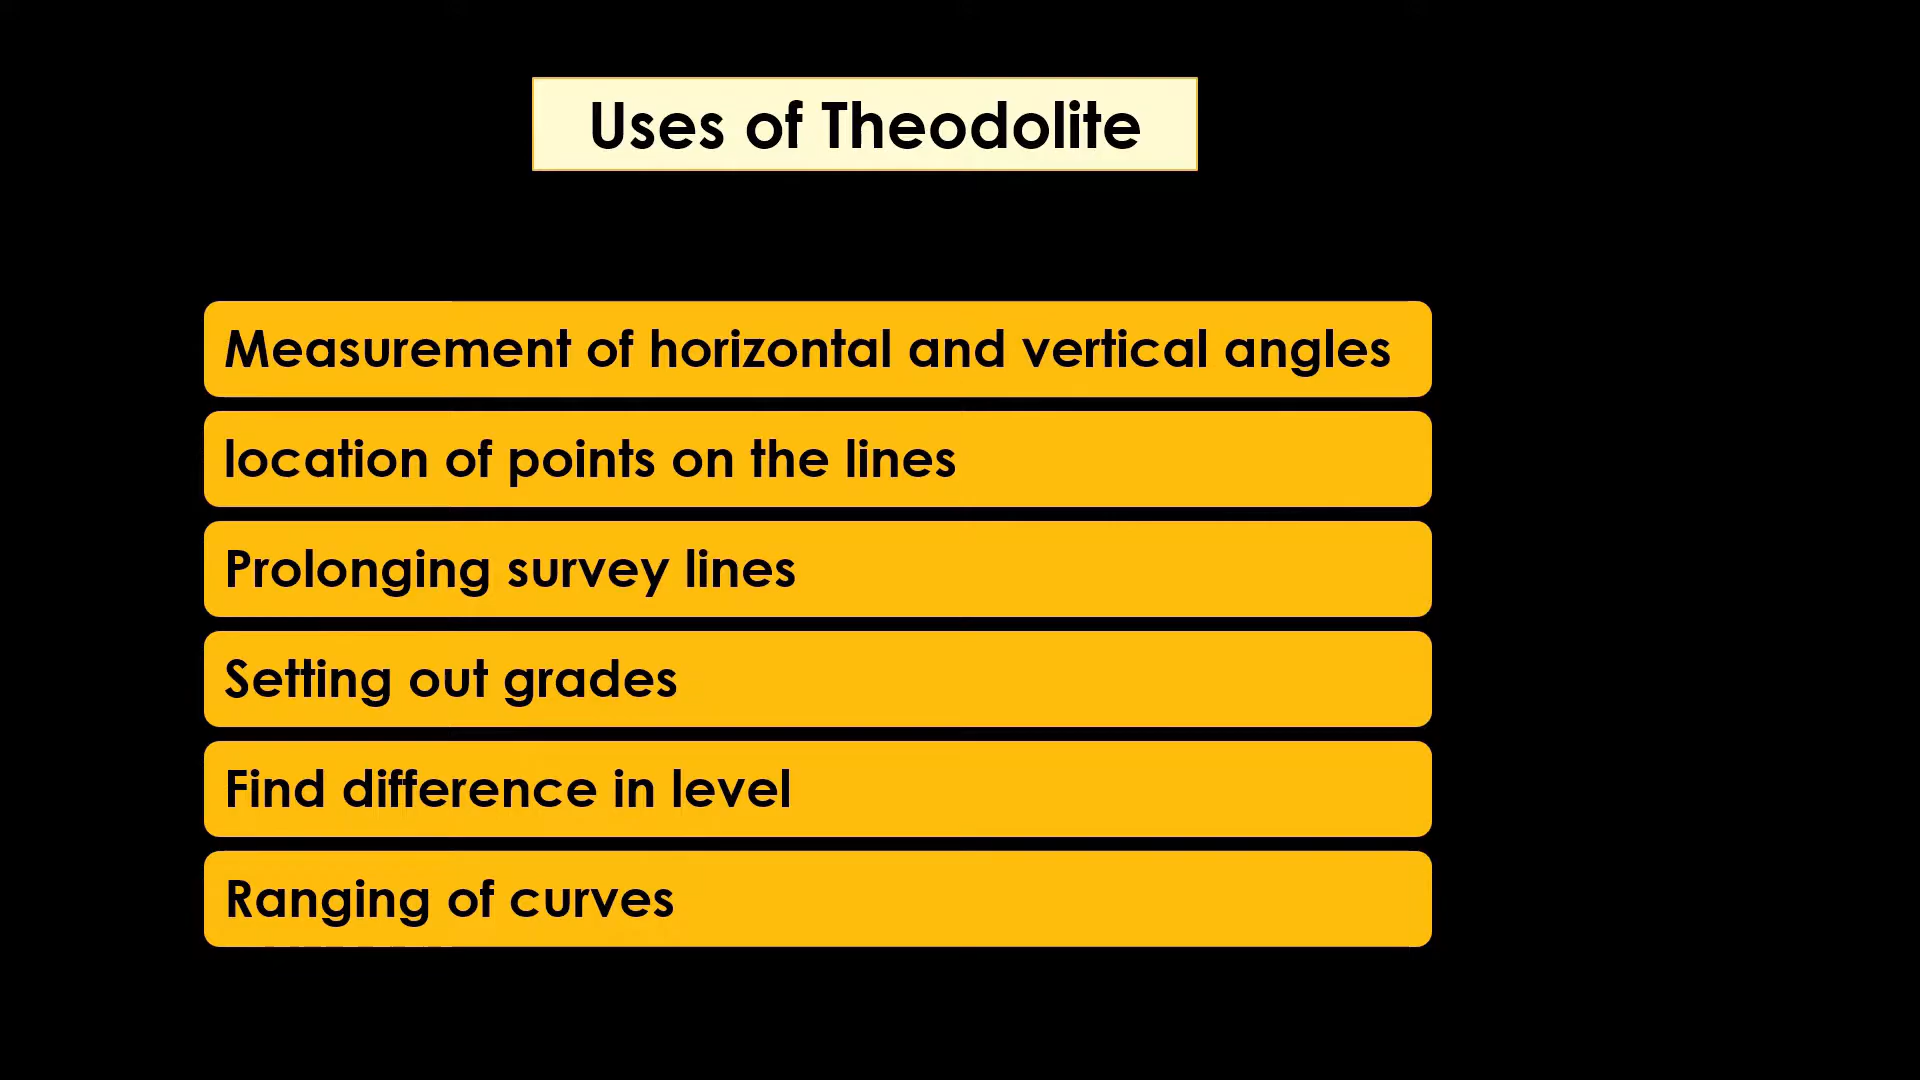 Uses of Theodolite
Measurement of horizontal and vertical angles
location of points on the lines
Prolonging survey lines
Setting out grades
Find difference in level
Ranging of curves